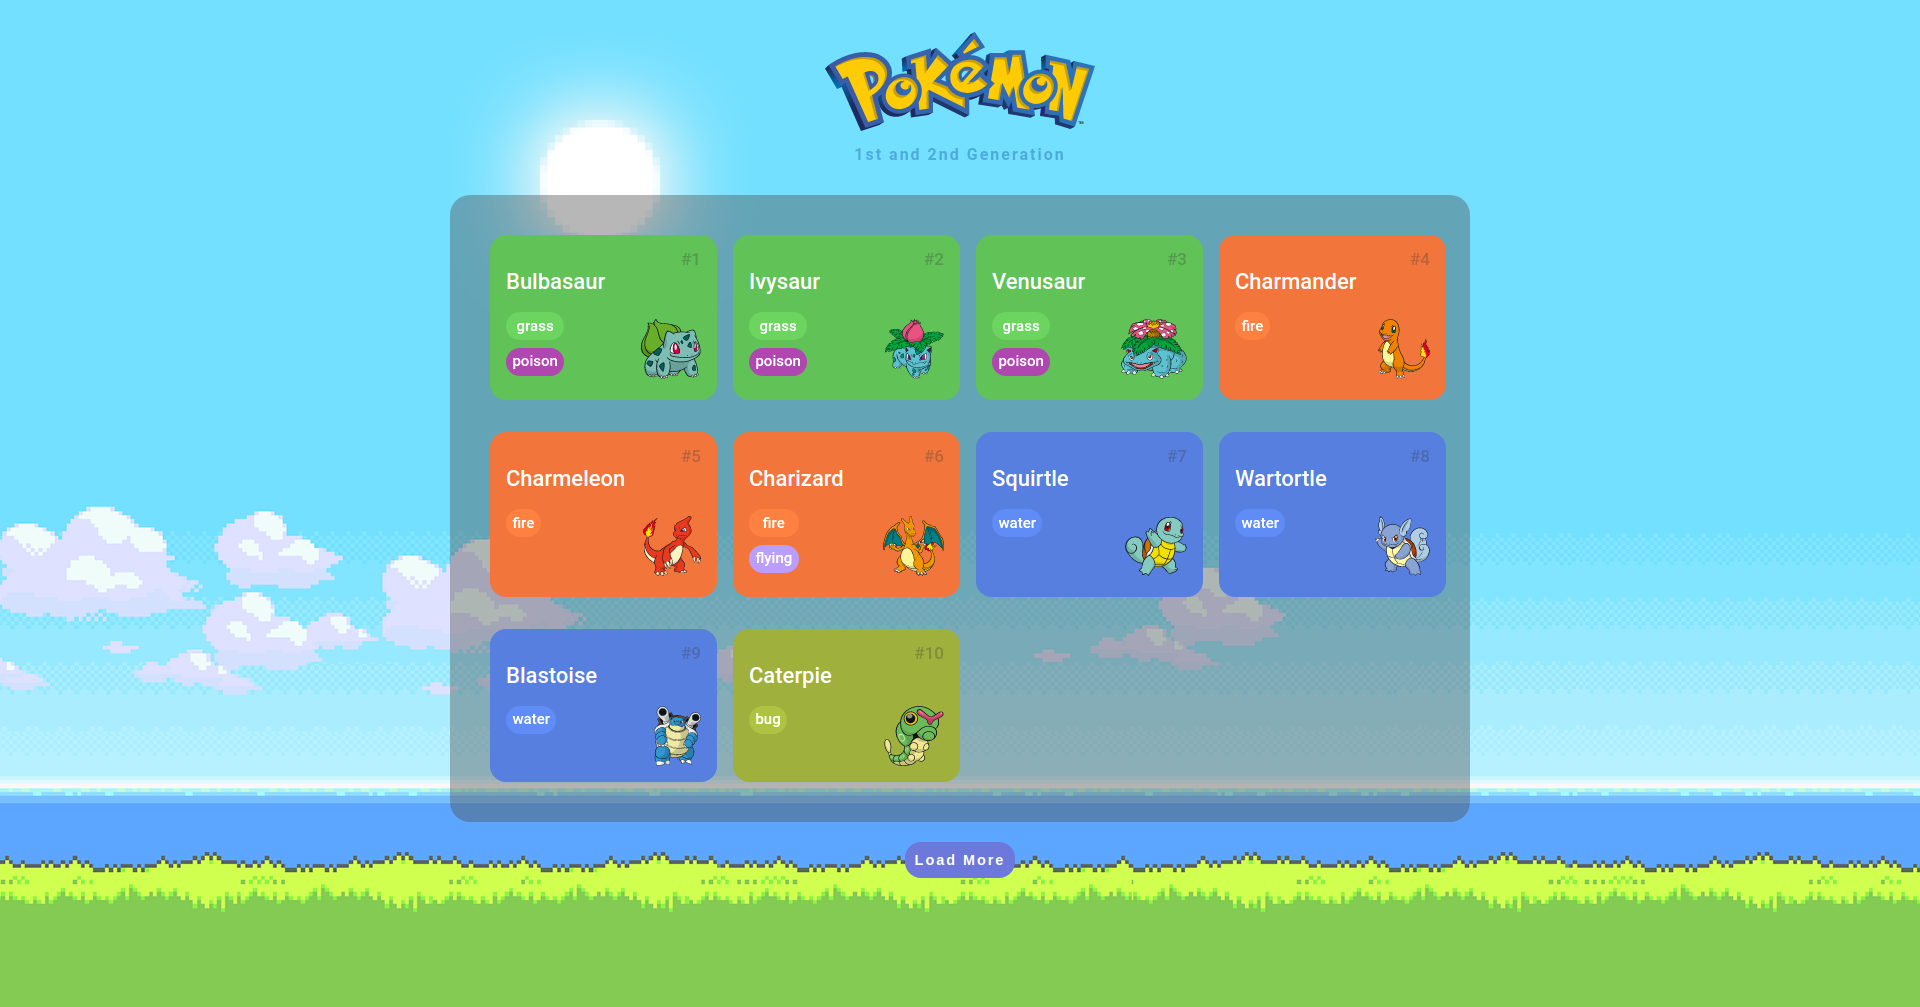 POKéMON
TM
1st and 2nd Generation
#1
Bulbasaur
grass
poison
#2
Ivysaur
grass
poison
#3
Venusaur
grass
poison
#4
Charmander
fire
#5
Charmeleon
fire
#6
Charizard
fire
flying
#7
Squirtle
water
#8
Wartortle
water
#9
Blastoise
water
#10
Caterpie
bug
Load More